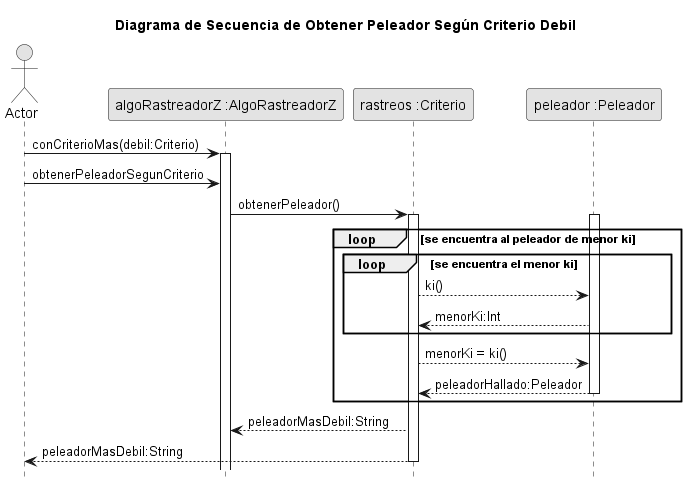 Diagrama de Secuencia de Obtener Peleador Según Criterio Debil
Actor
algoRastreadorZ :AlgoRastreadorZ
rastreos :Criterio
peleador :Peleador
conCriterioMas(debil:Criterio)
obtenerPeleadorSegunCriterio
obtenerPeleador()
loop [se encuentra al peleador de menor ki]
loop [se encuentra el menor ki]
ki()
menorKi:Int
menorKi = ki()
peleadorHallado:Peleador
peleadorMasDebil:String
peleadorMasDebil:String